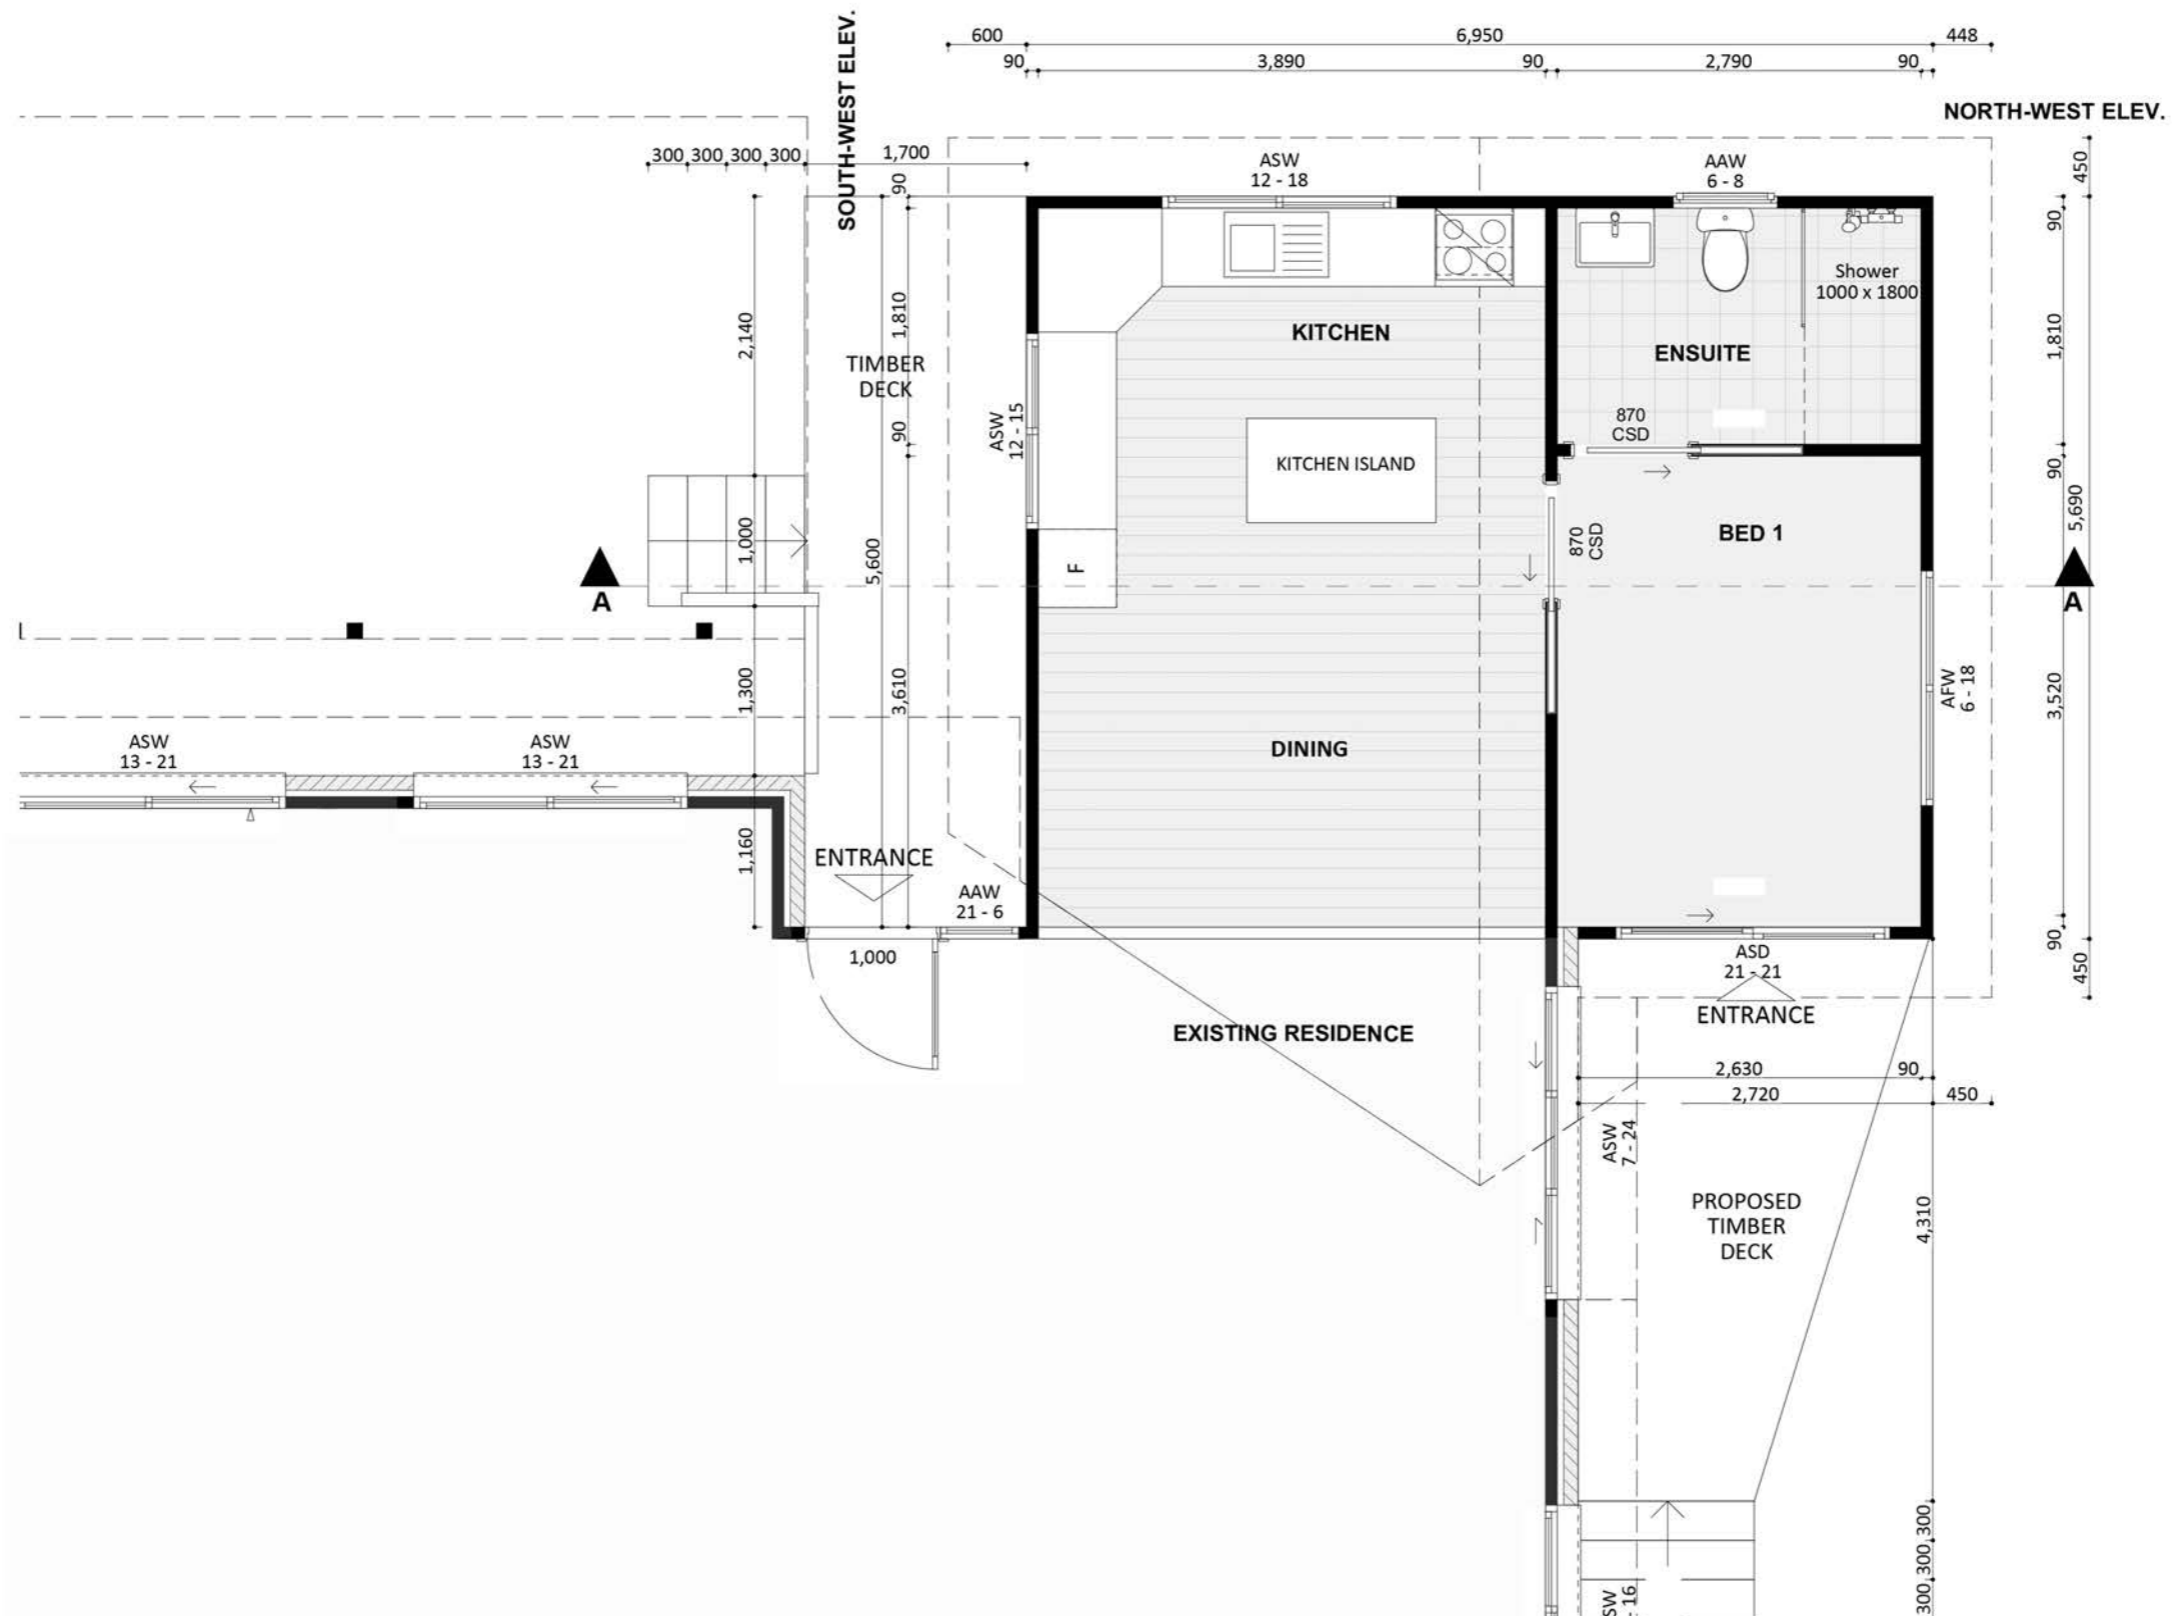 600
6,950
448
90
3,890
90
2,790
90
SOUTH-WEST ELEV.
NORTH-WEST ELEV.
300
300
300
300
1,700
ASW
12 - 18
AAW
6 - 8
450
90
90
2,140
1,810
TIMBER
DECK
5,600
90
ASW
12 - 15
KITCHEN
Shower
1000 x 1800
ENSUITE
870
CSD
1,810
KITCHEN ISLAND
90
5,690
1,000
F
870
CSD
BED 1
A
A
1,300
3,610
AFW
6 - 18
3,520
ASW
13 - 21
ASW
13 - 21
DINING
1,160
ENTRANCE
AAW
21 - 6
1,000
ASD
21 - 21
90
450
ENTRANCE
EXISTING RESIDENCE
2,630
90
2,720
450
ASW
7 - 24
PROPOSED
TIMBER
DECK
4,310
300
300
300
SW
16